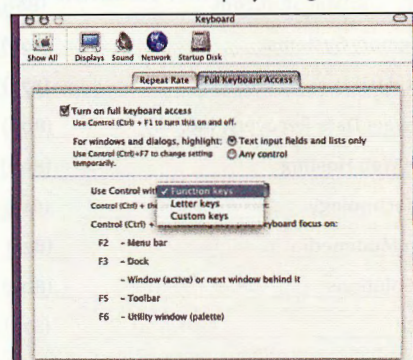 Keyboard
Show All Displays Sound Network Startup Disk
Repeat Rate Full Keyboard Access
Turn on full keyboard access
Use Control (Ctrl) + F1 to turn this on and off.
For windows and dialogs, highlight: Text input fields and lists only
Use Control (Ctrl)+F7 to change setting Any control
temporarily.
Use Control with Function keys
Control (Ctrl) + Letter keys
Custom keys
Control (Ctrl) + keyboard focus on:
F2 - Menu bar
F3 - Dock
- Window (active) or next window behind it
F5 - Toolbar
F6 - Utility window (palette)